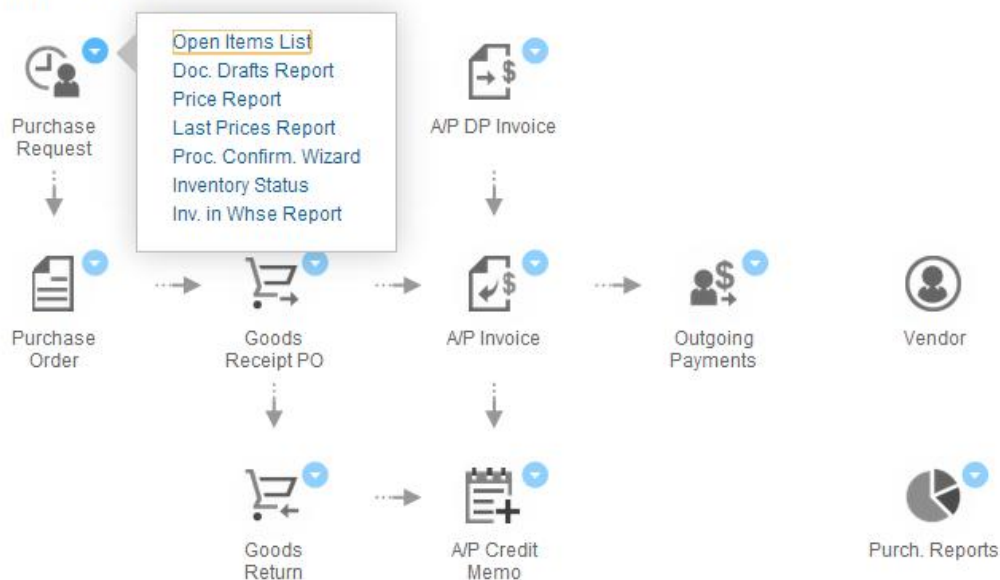 Open Items List
Doc. Drafts Report
Price Report
Last Prices Report
Proc. Confirm. Wizard
Inventory Status
Inv. in Whse Report
Purchase
Request
A/P DP Invoice
Purchase
Order
Goods
Receipt PO
A/P Invoice
Outgoing
Payments
Vendor
Goods
Return
A/P Credit
Memo
Purch. Reports